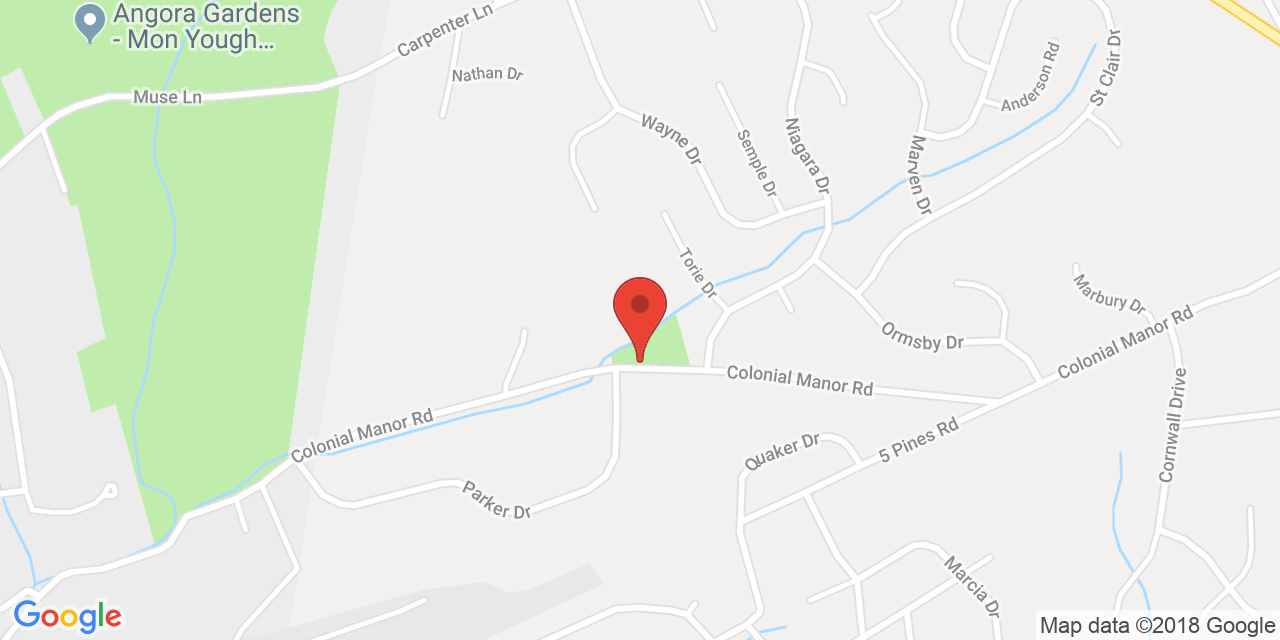 Angora Gardens
- Mon Yough...
Carpenter Ln
Nathan Dr
Muse Ln
Wayne Dr
Semple Dr
Niagara Dr
Marven Dr
Anderson Rd
St Clair Dr
Torie Dr
Ormsby Dr
Marbury Dr
Colonial Manor Rd
Colonial Manor Rd
Colonial Manor Rd
5 Pines Rd
Quaker Dr
Cornwall Drive
Parker Dr
Marcia Dr
Google
Map data ©2018 Google